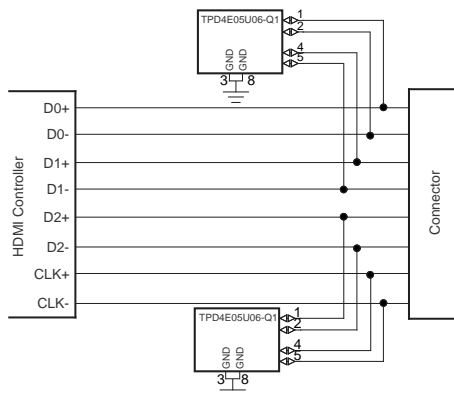 TPD4E05U06-Q1
1
2
4
5
GND
GND
3 8
HDMI Controller
D0+
D0-
D1+
D1-
D2+
D2-
CLK+
CLK-
Connector
TPD4E05U06-Q1
1
2
4
5
GND
GND
3 8